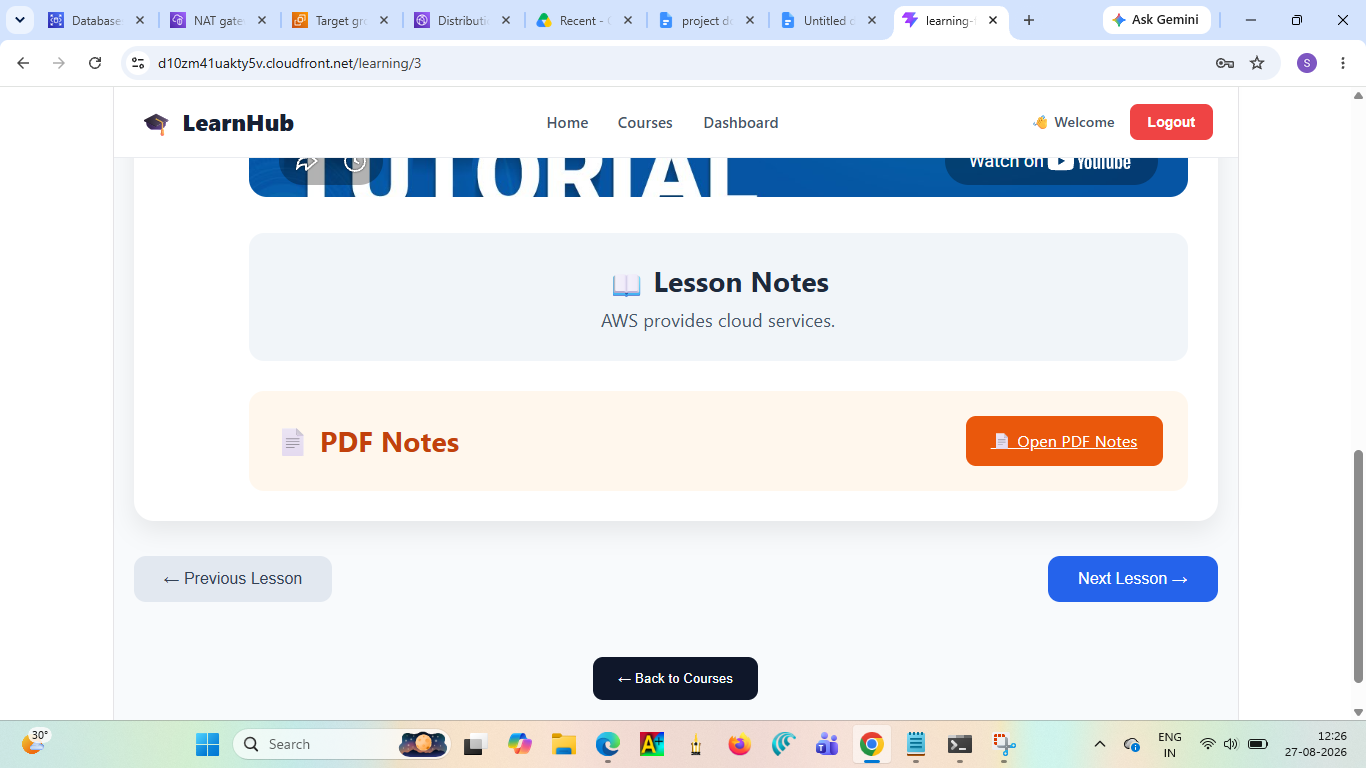 Database
NAT gate
Target gr
Distributi
Recent -
project d
Untitled d
learning-
Ask Gemini
d10zm41uakty5v.cloudfront.net/learning/3
S
LearnHub
Home
Courses
Dashboard
Welcome
Logout
TUTORIAL
Watch on YouTube
Lesson Notes
AWS provides cloud services.
PDF Notes
Open PDF Notes
← Previous Lesson
Next Lesson →
← Back to Courses
30°
Search
ENG
IN
12:26
27-08-2026